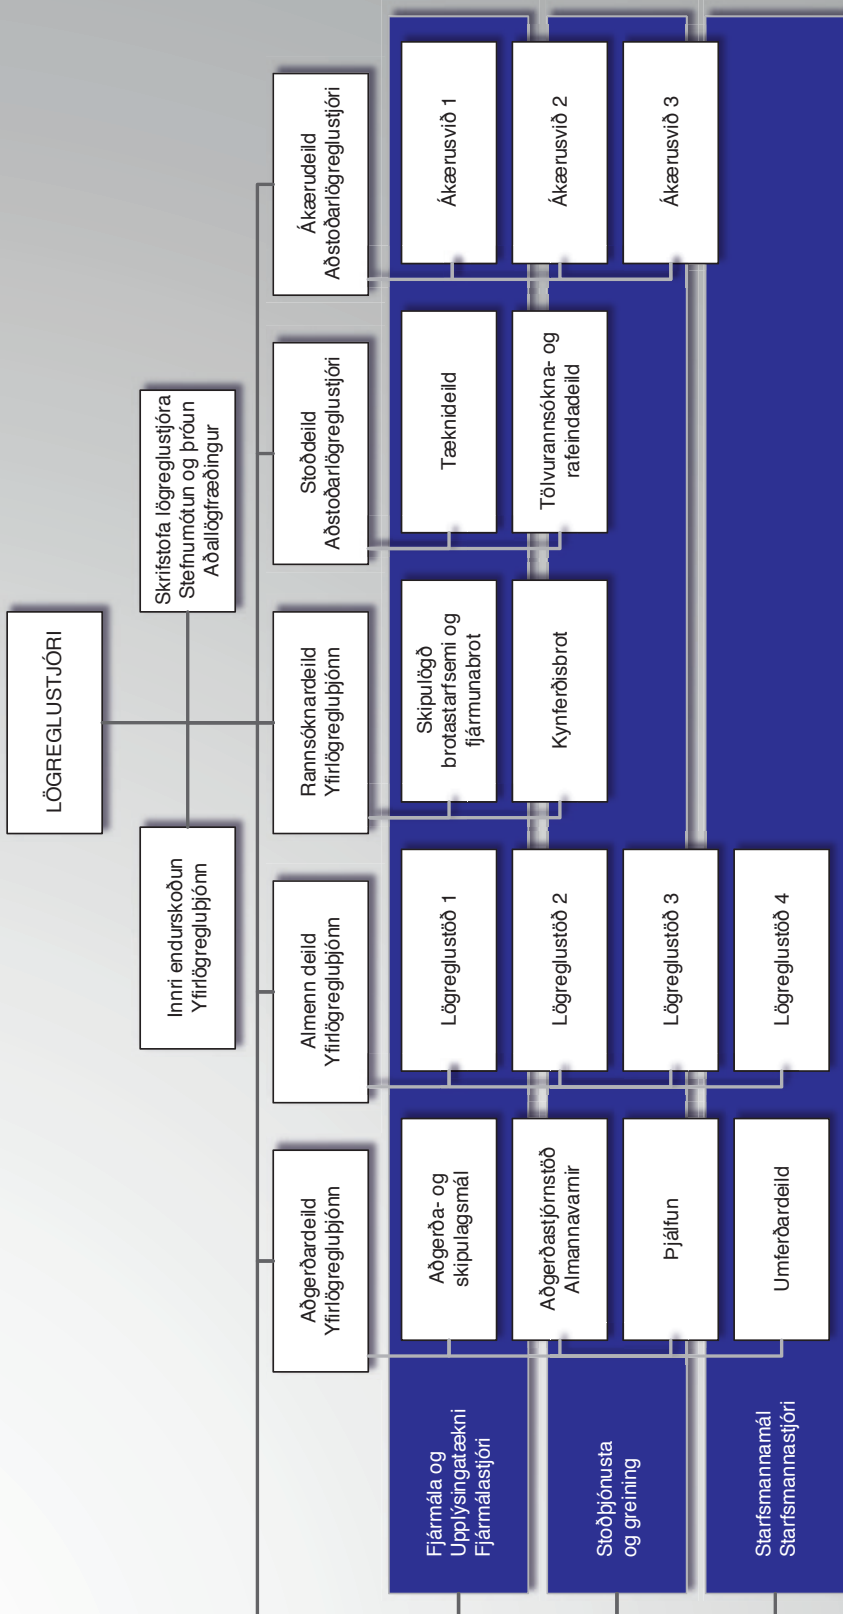 LÖGREGLUSTJÓRI
Innri endurskoðun
Yfirlögregluþjónn
Skrifstofa lögreglustjóra
Stefnumótun og þróun
Aðallögfræðingur
Aðgerðardeild
Yfirlögregluþjónn
Almenn deild
Yfirlögregluþjónn
Rannsóknardeild
Yfirlögregluþjónn
Stoðdeild
Aðstoðarlögreglustjóri
Ákærudeild
Aðstoðarlögreglustjóri
Fjármála og
Upplýsingatækni
Fjármálastjóri
Aðgerða- og
skipulagsmál
Lögreglustöð 1
Skipulögð
brotastarfsemi og
fjármunabrot
Tæknideild
Ákærusvið 1
Stoðþjónusta
og greining
Aðgerðastjórnstöð
Almannavarnir
Lögreglustöð 2
Kynferðisbrot
Tölvurannsókna- og
rafeindadeild
Ákærusvið 2
Þjálfun
Lögreglustöð 3
Ákærusvið 3
Starfsmannamál
Starfsmannastjóri
Umferðardeild
Lögreglustöð 4